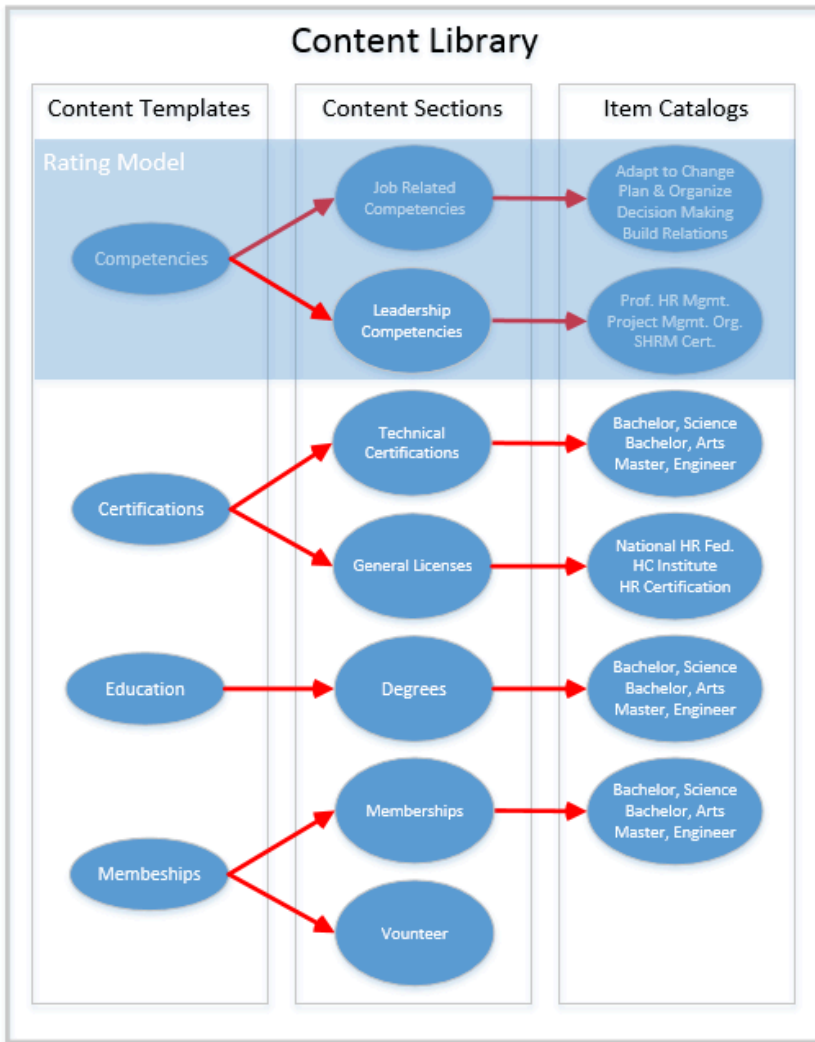 Content Library
Content Templates
Content Sections
Item Catalogs
Rating Model
Competencies
Job Related
Competencies
Adapt to Change
Plan & Organize
Decision Making
Build Relations
Leadership
Competencies
Prof. HR Mgmt.
Project Mgmt. Org.
SHRM Cert.
Certifications
Technical
Certifications
Bachelor, Science
Bachelor, Arts
Master, Engineer
General Licenses
National HR Fed.
HC Institute
HR Certification
Education
Degrees
Bachelor, Science
Bachelor, Arts
Master, Engineer
Membeships
Memberships
Bachelor, Science
Bachelor, Arts
Master, Engineer
Vounteer